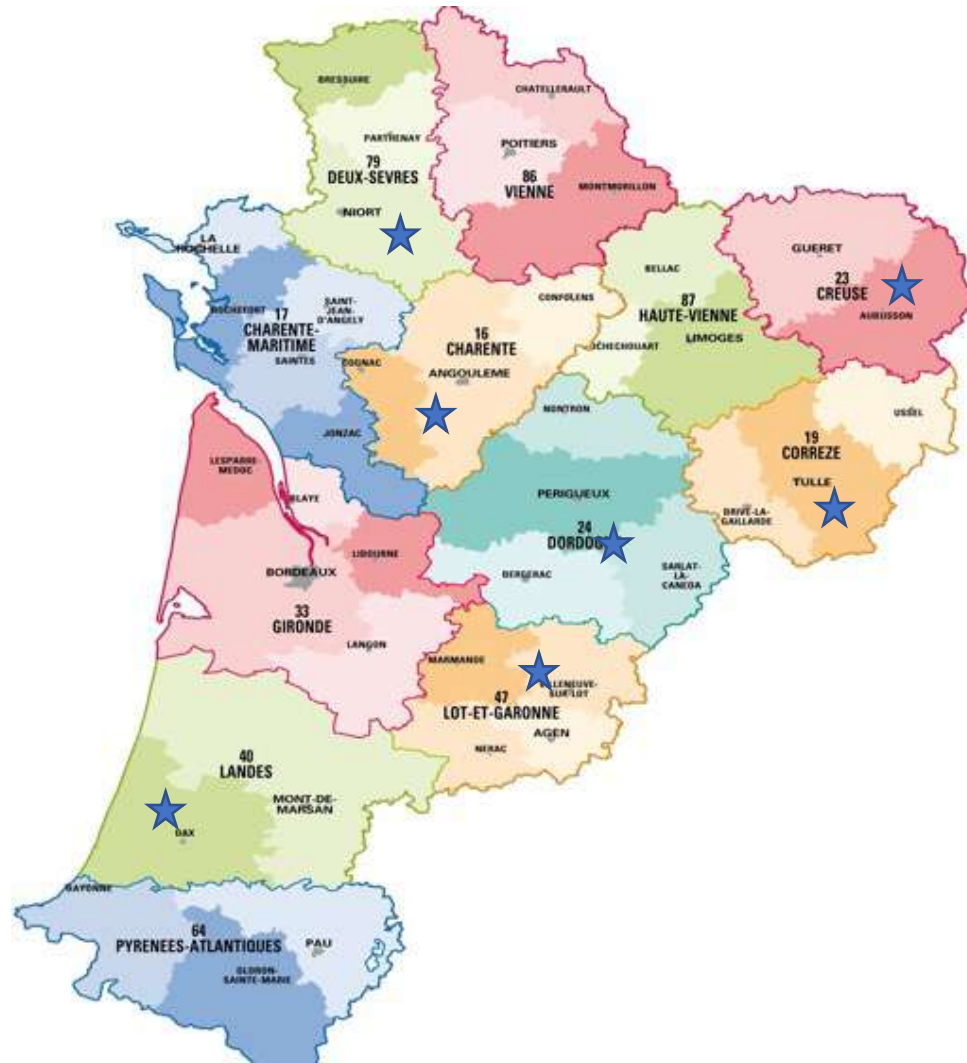 BRESSUIRE
CHATELLERAULT
PARTHENAY
POITIERS
79
DEUX-SEVRES
86
VIENNE
MONTMORILLON
NIORT
LA
ROCHELLE
GUERET
BELLAC
23
CREUSE
CONFOLENS
87
HAUTE-VIENNE
AUBUSSON
ROCHEFORT
17
CHARENTE-
MARITIME
SAINT-
JEAN-
D'ANGELY
SAINTES
16
CHARENTE
LIMOGES
OCHECHOUART
COGNAC
ANGOULEME
NONTRON
USSEL
JONZAC
19
CORREZE
LESPARRE-
MEDOC
TULLE
BLAYE
PERIGUEUX
BRIVE-LA-
GAILLARDE
24
DORDOG
LIBOURNE
BORDEAUX
BERGERAC
SARLAT-
LA-
CANEDA
33
GIRONDE
LANGON
MARMANDE
LLENEUVE-
SUR-LOT
47
LOT-ET-GARONNE
AGEN
NERAC
40
LANDES
MONT-DE-
MARSAN
DAX
BAYONNE
64
PYRENEES-ATLANTIQUES
PAU
OLORON-
SAINTE-MARIE